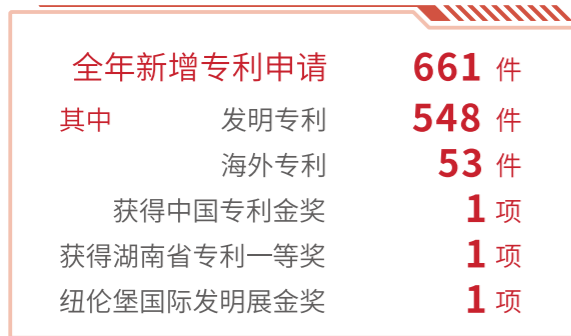 全年新增专利申请 661 件
其中 发明专利 548 件
海外专利 53 件
获得中国专利金奖 1 项
获得湖南省专利一等奖 1 项
纽伦堡国际发明展金奖 1 项